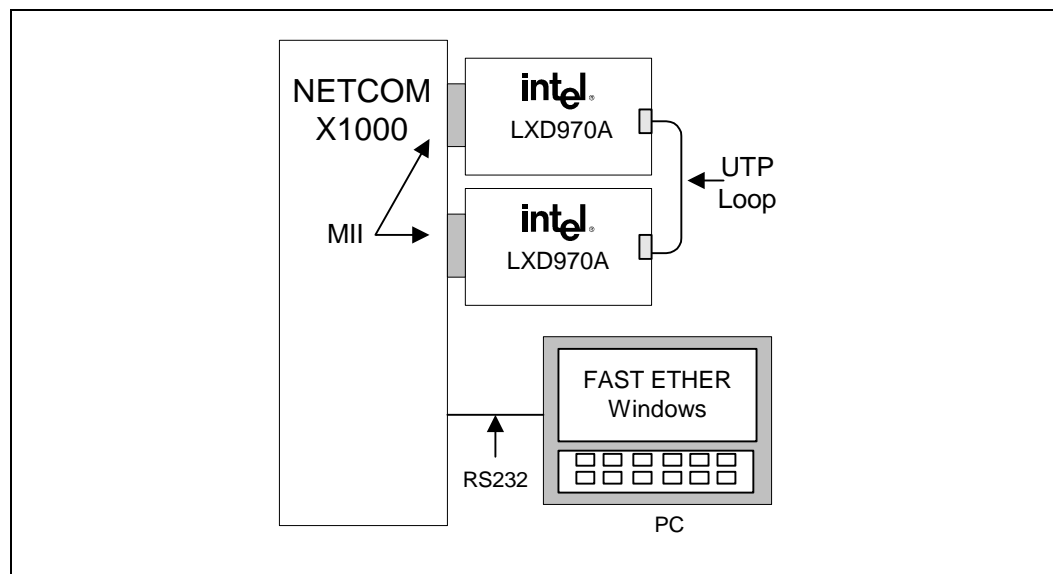 NETCOM
X1000
intel®
LXD970A
UTP
Loop
MII
intel®
LXD970A
FAST ETHER
Windows
RS232
PC